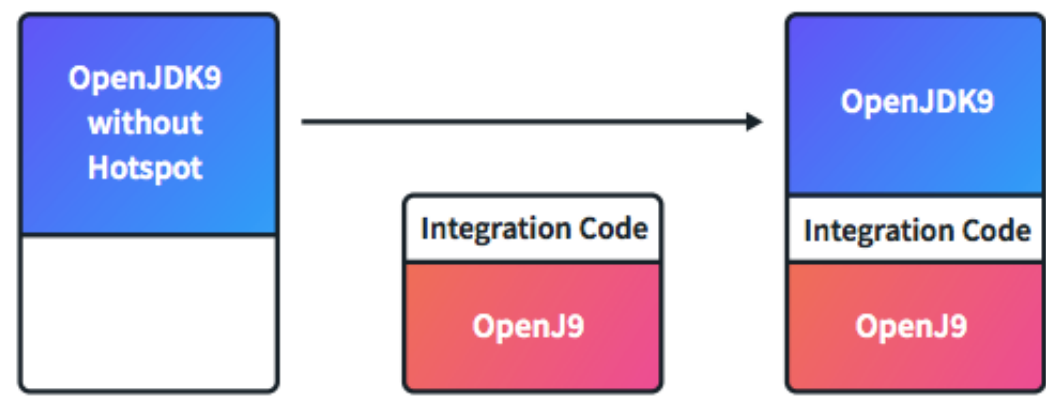 OpenJDK9
without
Hotspot
Integration Code
OpenJ9
OpenJDK9
Integration Code
OpenJ9